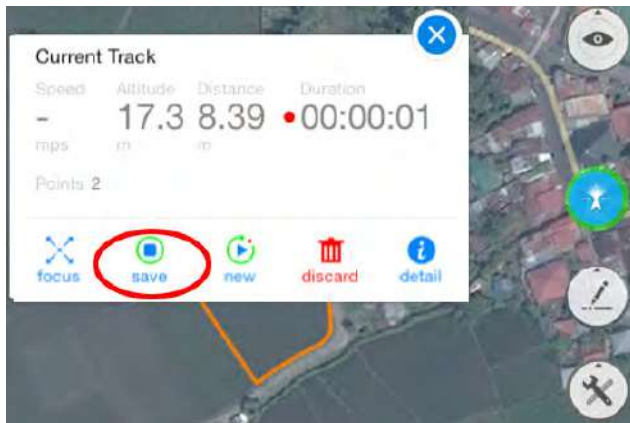 Current Track
Speed Altitude Distance Duration
- 17.3 8.39 00:00:01
mps m m
Points 2
focus save new discard detail